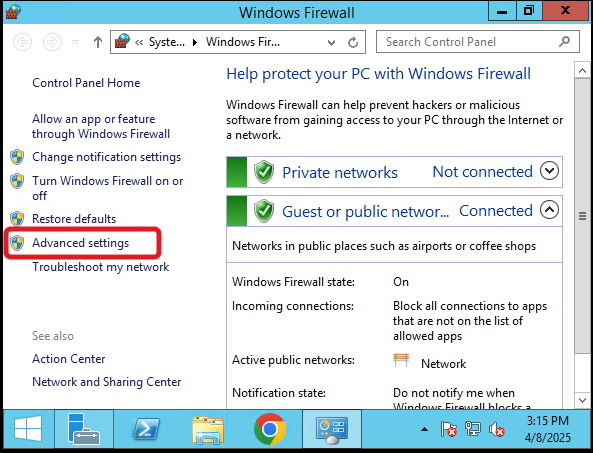 Windows Firewall
Syste...
Windows Fir...
Search Control Panel
Control Panel Home
Allow an app or feature
through Windows Firewall
Change notification settings
Turn Windows Firewall on or
off
Restore defaults
Advanced settings
Troubleshoot my network
See also
Action Center
Network and Sharing Center
Help protect your PC with Windows Firewall
Windows Firewall can help prevent hackers or malicious
software from gaining access to your PC through the Internet or
a network.
Private networks Not connected
Guest or public networ... Connected
Networks in public places such as airports or coffee shops
Windows Firewall state: On
Incoming connections: Block all connections to apps
that are not on the list of
allowed apps
Active public networks: Network
Notification state: Do not notify me when
Windows Firewall blocks a
3:15 PM
4/8/2025